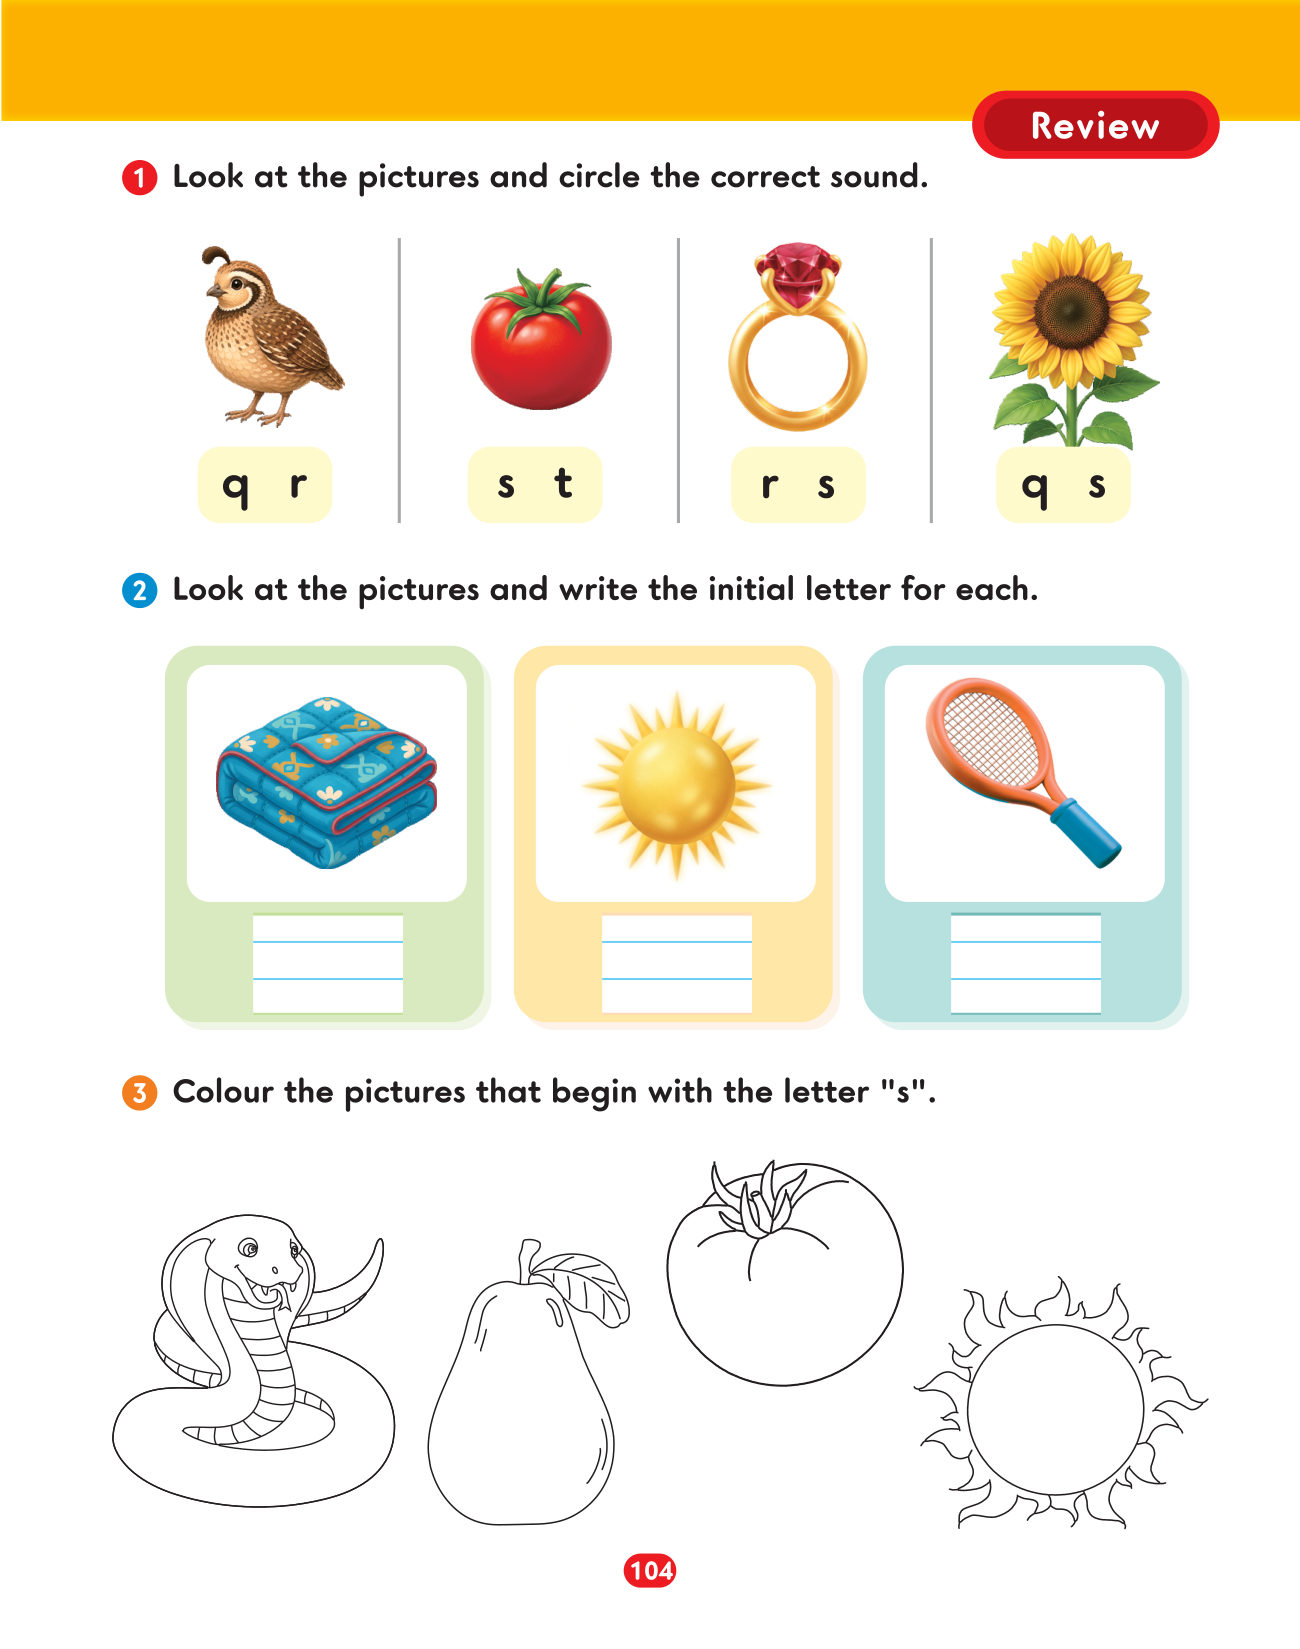 Review
1 Look at the pictures and circle the correct sound.
q r
s t
r s
q s
2 Look at the pictures and write the initial letter for each.
3 Colour the pictures that begin with the letter "s".
104